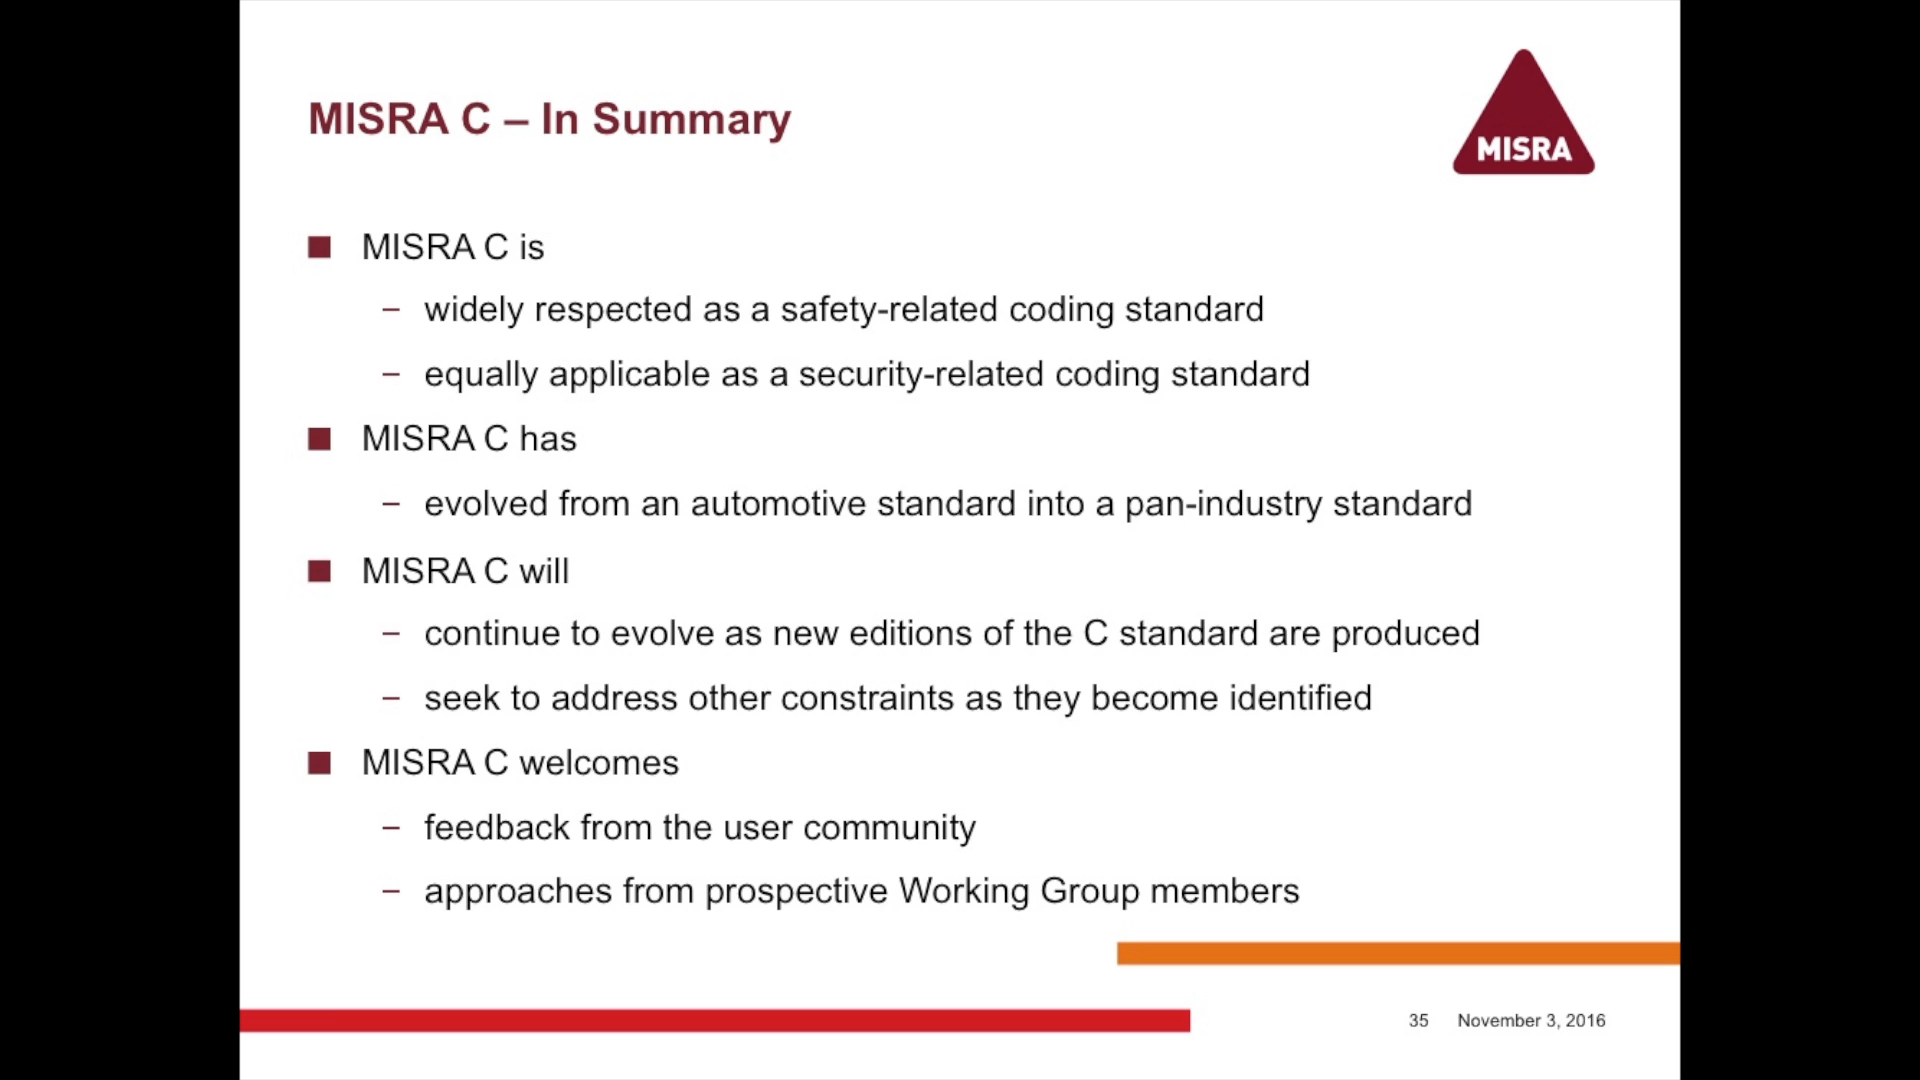 MISRA C – In Summary
MISRA
■ MISRA C is
– widely respected as a safety-related coding standard
– equally applicable as a security-related coding standard
■ MISRA C has
– evolved from an automotive standard into a pan-industry standard
■ MISRA C will
– continue to evolve as new editions of the C standard are produced
– seek to address other constraints as they become identified
■ MISRA C welcomes
– feedback from the user community
– approaches from prospective Working Group members
35 November 3, 2016